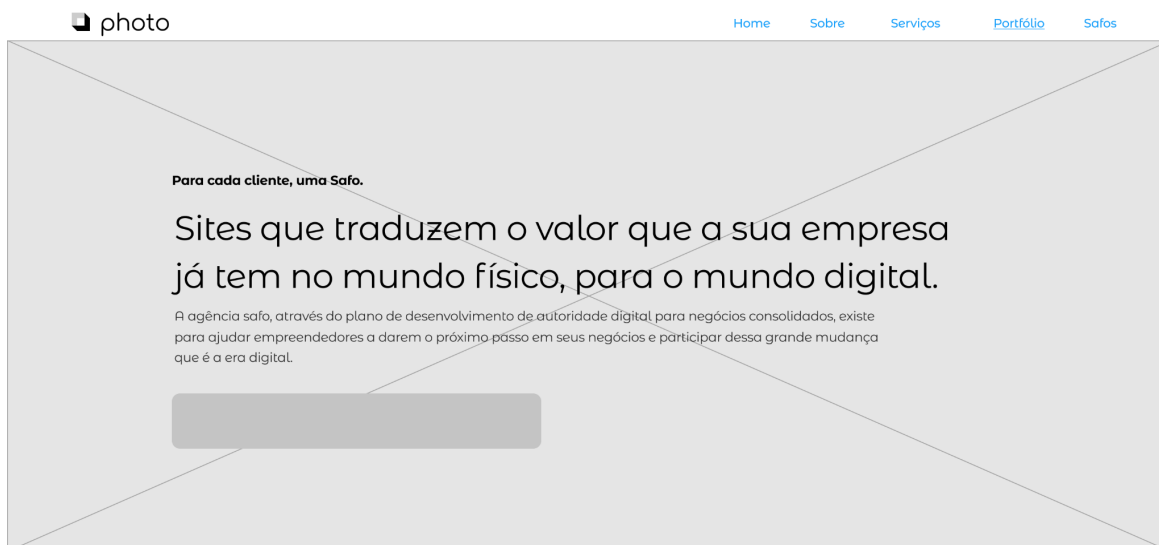 photo
Home Sobre Serviços Portfólio Safos
Para cada cliente, uma Safo.
Sites que traduzem o valor que a sua empresa
já tem no mundo físico, para o mundo digital.
A agência safo, através do plano de desenvolvimento de autoridade digital para negócios consolidados, existe
para ajudar empreendedores a darem o próximo passo em seus negócios e participar dessa grande mudança
que é a era digital.